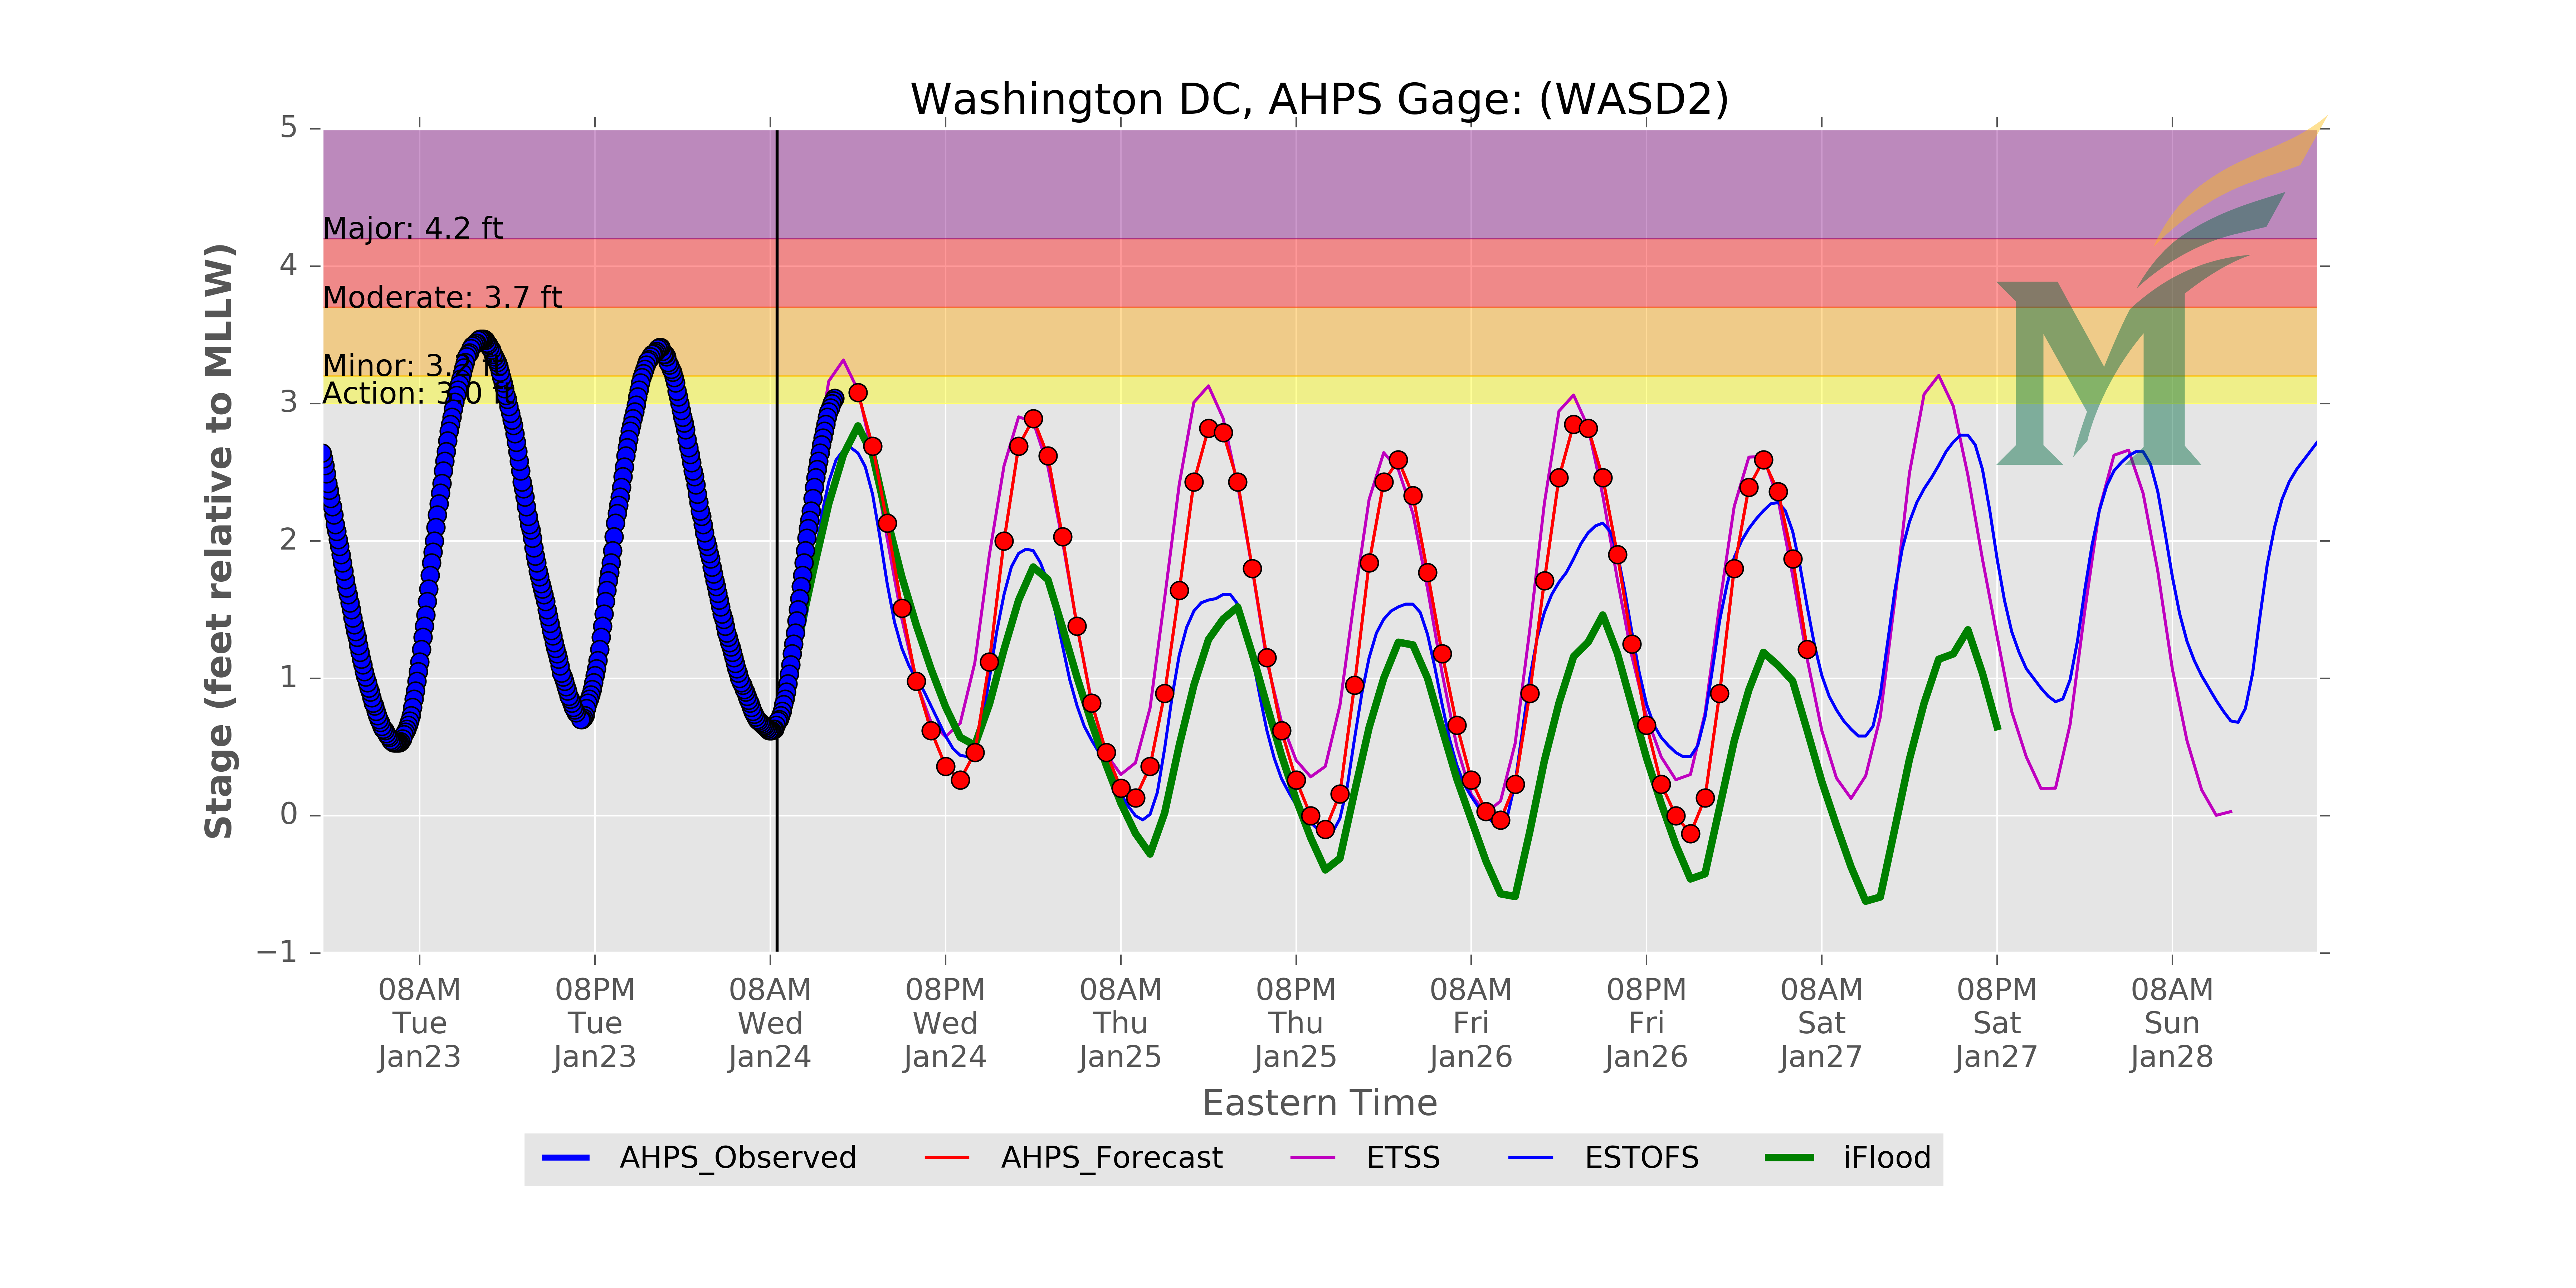 Washington DC, AHPS Gage: (WASD2)
Stage (feet relative to MLLW)
5
4
3
2
1
0
−1
Major: 4.2 ft
Moderate: 3.7 ft
Minor: 3. ft
Action: 3.0
08AM 08PM 08AM 08PM 08AM 08PM 08AM 08PM 08AM 08PM 08AM
Tue Tue Wed Wed Thu Thu Fri Fri Sat Sat Sun
Jan23 Jan23 Jan24 Jan24 Jan25 Jan25 Jan26 Jan26 Jan27 Jan27 Jan28
Eastern Time
AHPS_Observed AHPS_Forecast ETSS ESTOFS iFlood
M